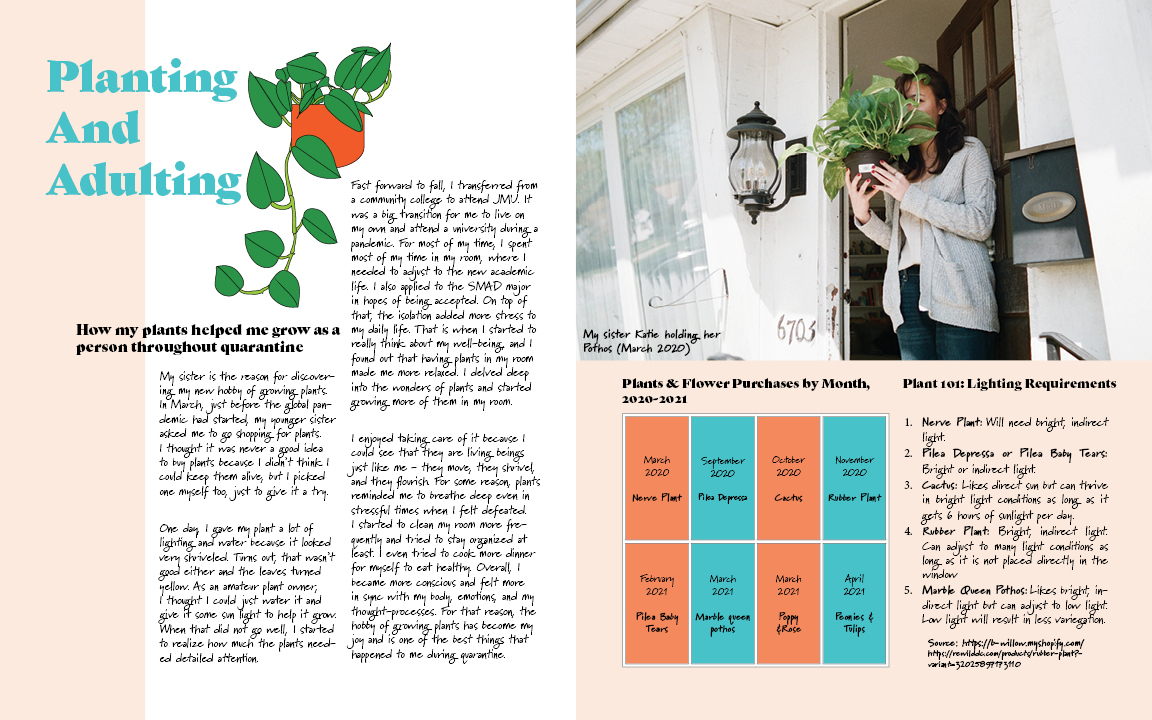 Planting
And
Adulting
How my plants helped me grow as a
person throughout quarantine
My sister is the reason for discover-
ing my new hobby of growing plants.
In March, just before the global pan-
demic had started, my younger sister
asked me to go shopping for plants.
I thought it was never a good idea
to buy plants because I didn't think I
could keep them alive, but I picked
one myself too, just to give it a try.
One day, I gave my plant a lot of
lighting and water because it looked
very shriveled. Turns out, that wasn't
good either and the leaves turned
yellow. As an amateur plant owner,
I thought I could just water it and
give it some sun light to help it grow.
When that did not go well, I started
to realize how much the plants need-
ed detailed attention.
Fast forward to fall, I transferred from
a community college to attend JMU. It
was a big transition for me to live on
my own and attend a university during a
pandemic. For most of my time, I spent
most of my time in my room, where I
needed to adjust to the new academic
life. I also applied to the SMAD major
in hopes of being accepted. On top of
that, the isolation added more stress to
my daily life. That is when I started to
really think about my well-being, and I
found out that having plants in my room
made me more relaxed. I delved deep
into the wonders of plants and started
growing more of them in my room.
I enjoyed taking care of it because I
could see that they are living beings
just like me - they move, they shrivel,
and they flourish. For some reason, plants
reminded me to breathe deep even in
stressful times when I felt defeated.
I started to clean my room more fre-
quently and tried to stay organized at
least. I even tried to cook more dinner
for myself to eat healthy. Overall, I
became more conscious and felt more
in sync with my body, emotions, and my
thought-processes. For that reason, the
hobby of growing plants has become my
joy and is one of the best things that
happened to me during quarantine.
6703
My sister Katie holding her
Pothos (March 2020)
Plants & Flower Purchases by Month,
2020-2021
March
2020
Nerve Plant
September
2020
Pilea Depressa
October
2020
Cactus
November
2020
Rubber Plant
February
2021
Pilea Baby
Tears
March
2021
Marble queen
pothos
March
2021
Poppy
&Rose
April
2021
Peonies &
Tulips
Plant 101: Lighting Requirements
1. Nerve Plant: Will need bright, indirect
light.
2. Pilea Depressa or Pilea Baby Tears:
Bright or indirect light
3. Cactus: Likes direct sun but can thrive
in bright light conditions as long as it
gets 6 hours of sunlight per day.
4. Rubber Plant: Bright, indirect light.
Can adjust to many light conditions as
long as it is not placed directly in the
window
5. Marble Queen Pothos: Likes bright, in-
direct light but can adjust to low light.
Low light will result in less variegation.
Source: https://b-willow.myshopify.com/
https://rewilddc.com/products/rubber-plant?-
variant=32025897173110